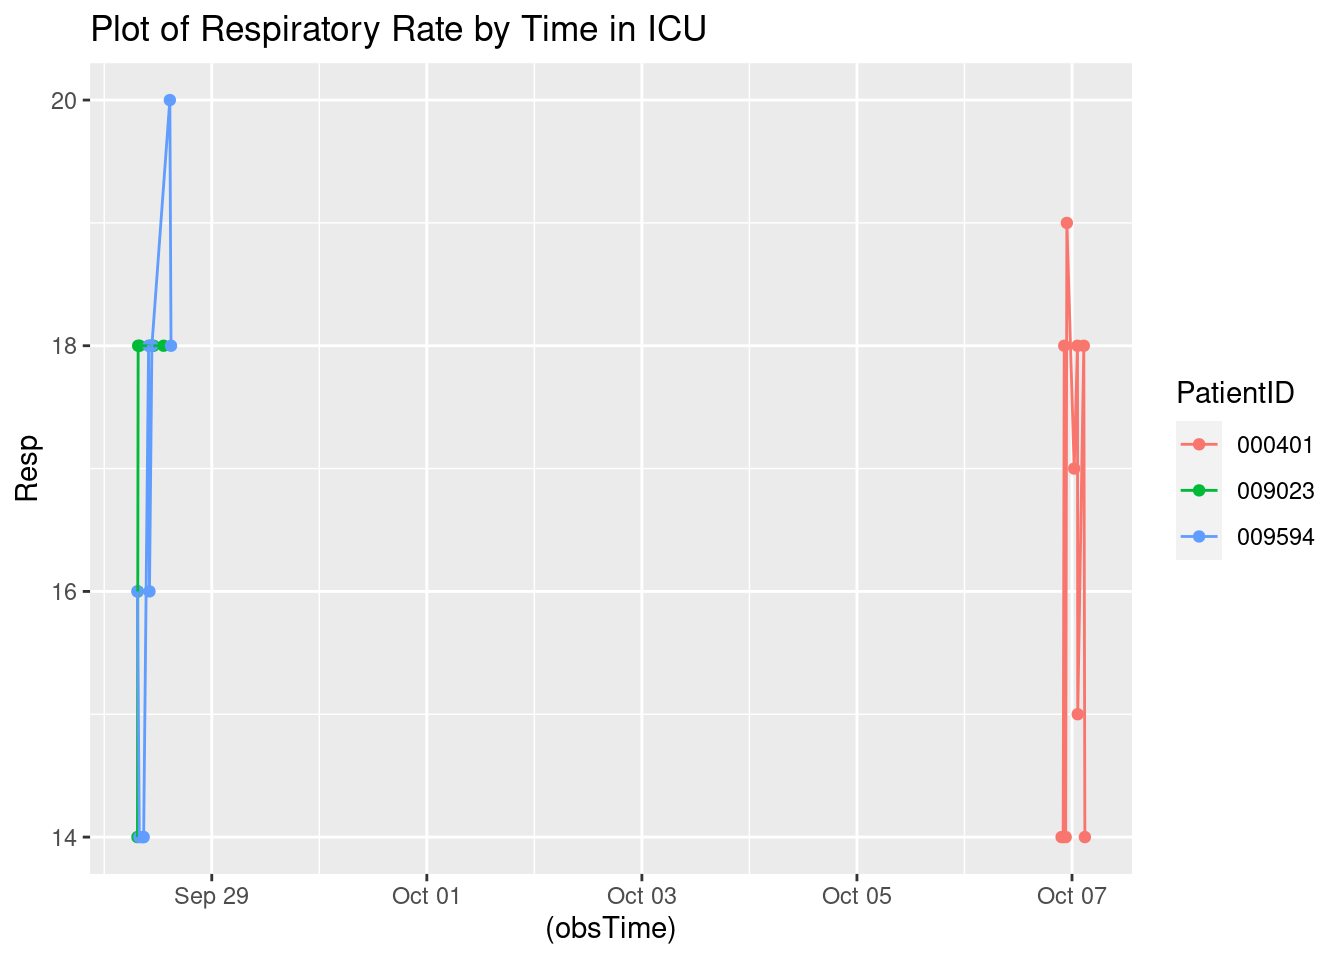 Plot of Respiratory Rate by Time in ICU
20
18
16
14
Resp
Sep 29 Oct 01 Oct 03 Oct 05 Oct 07
(obsTime)
PatientID
000401
009023
009594